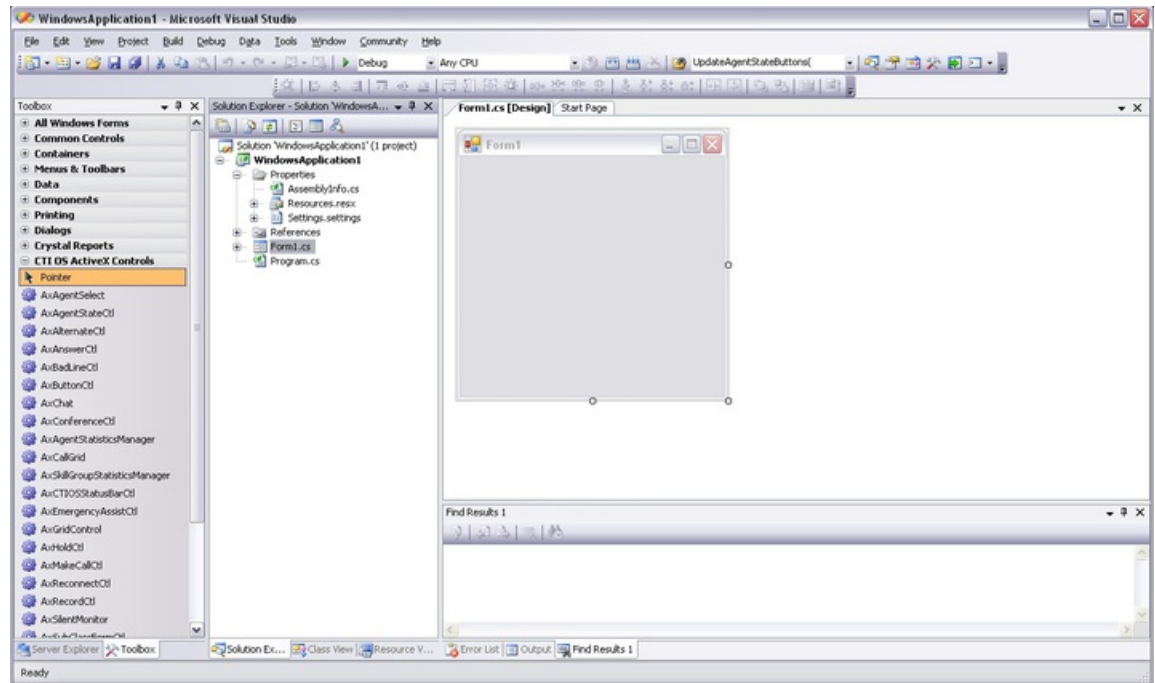 WindowsApplication1 - Microsoft Visual Studio
File Edit View Project Build Debug Data Tools Window Community Help
Debug Any CPU UpdateAgentStateButtons(
Toolbox
All Windows Forms
Common Controls
Containers
Menus & Toolbars
Data
Components
Printing
Dialogs
Crystal Reports
CTI OS ActiveX Controls
Pointer
AxAgentSelect
AxAgentStateCtl
AxAlternateCtl
AxAnswerCtl
AxBadLineCtl
AxButtonCtl
AxChat
AxConferenceCtl
AxAgentStatisticsManager
AxCallGrid
AxSkillGroupStatisticsManager
AxCTIOSStatusBarCtl
AxEmergencyAssistCtl
AxGridControl
AxHoldCtl
AxMakeCallCtl
AxReconnectCtl
AxRecordCtl
AxSilentMonitor
Server Explorer Toolbox
Solution Explorer - Solution 'WindowsA...
Solution 'WindowsApplication1' (1 project)
WindowsApplication1
Properties
AssemblyInfo.cs
Resources.resx
Settings.settings
References
Form1.cs
Program.cs
Solution Ex... Class View Resource V...
Form1.cs [Design] Start Page
Form1
Find Results 1
Error List Output Find Results 1
Ready